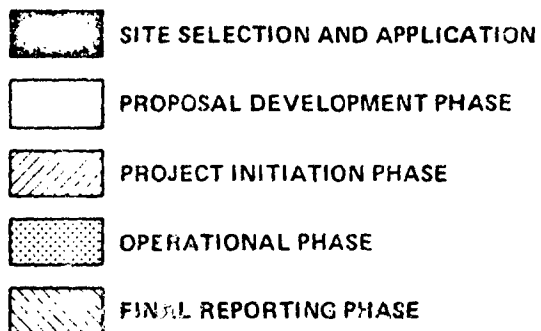 SITE SELECTION AND APPLICATION
PROPOSAL DEVELOPMENT PHASE
PROJECT INITIATION PHASE
OPERATIONAL PHASE
FINAL REPORTING PHASE